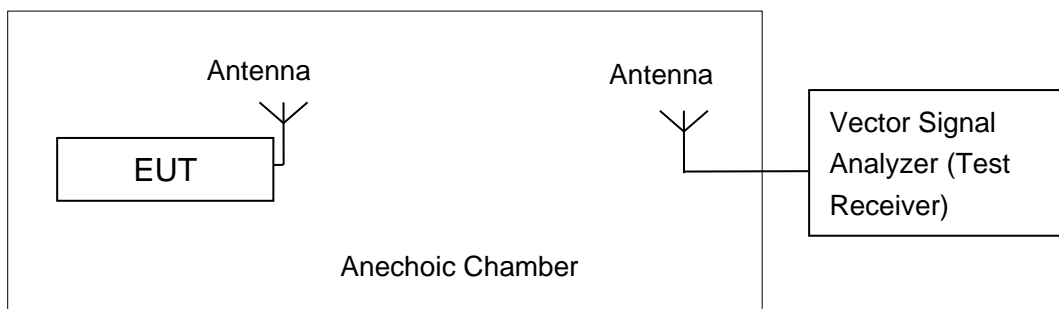 Antenna
Antenna
EUT
Vector Signal
Analyzer (Test
Receiver)
Anechoic Chamber